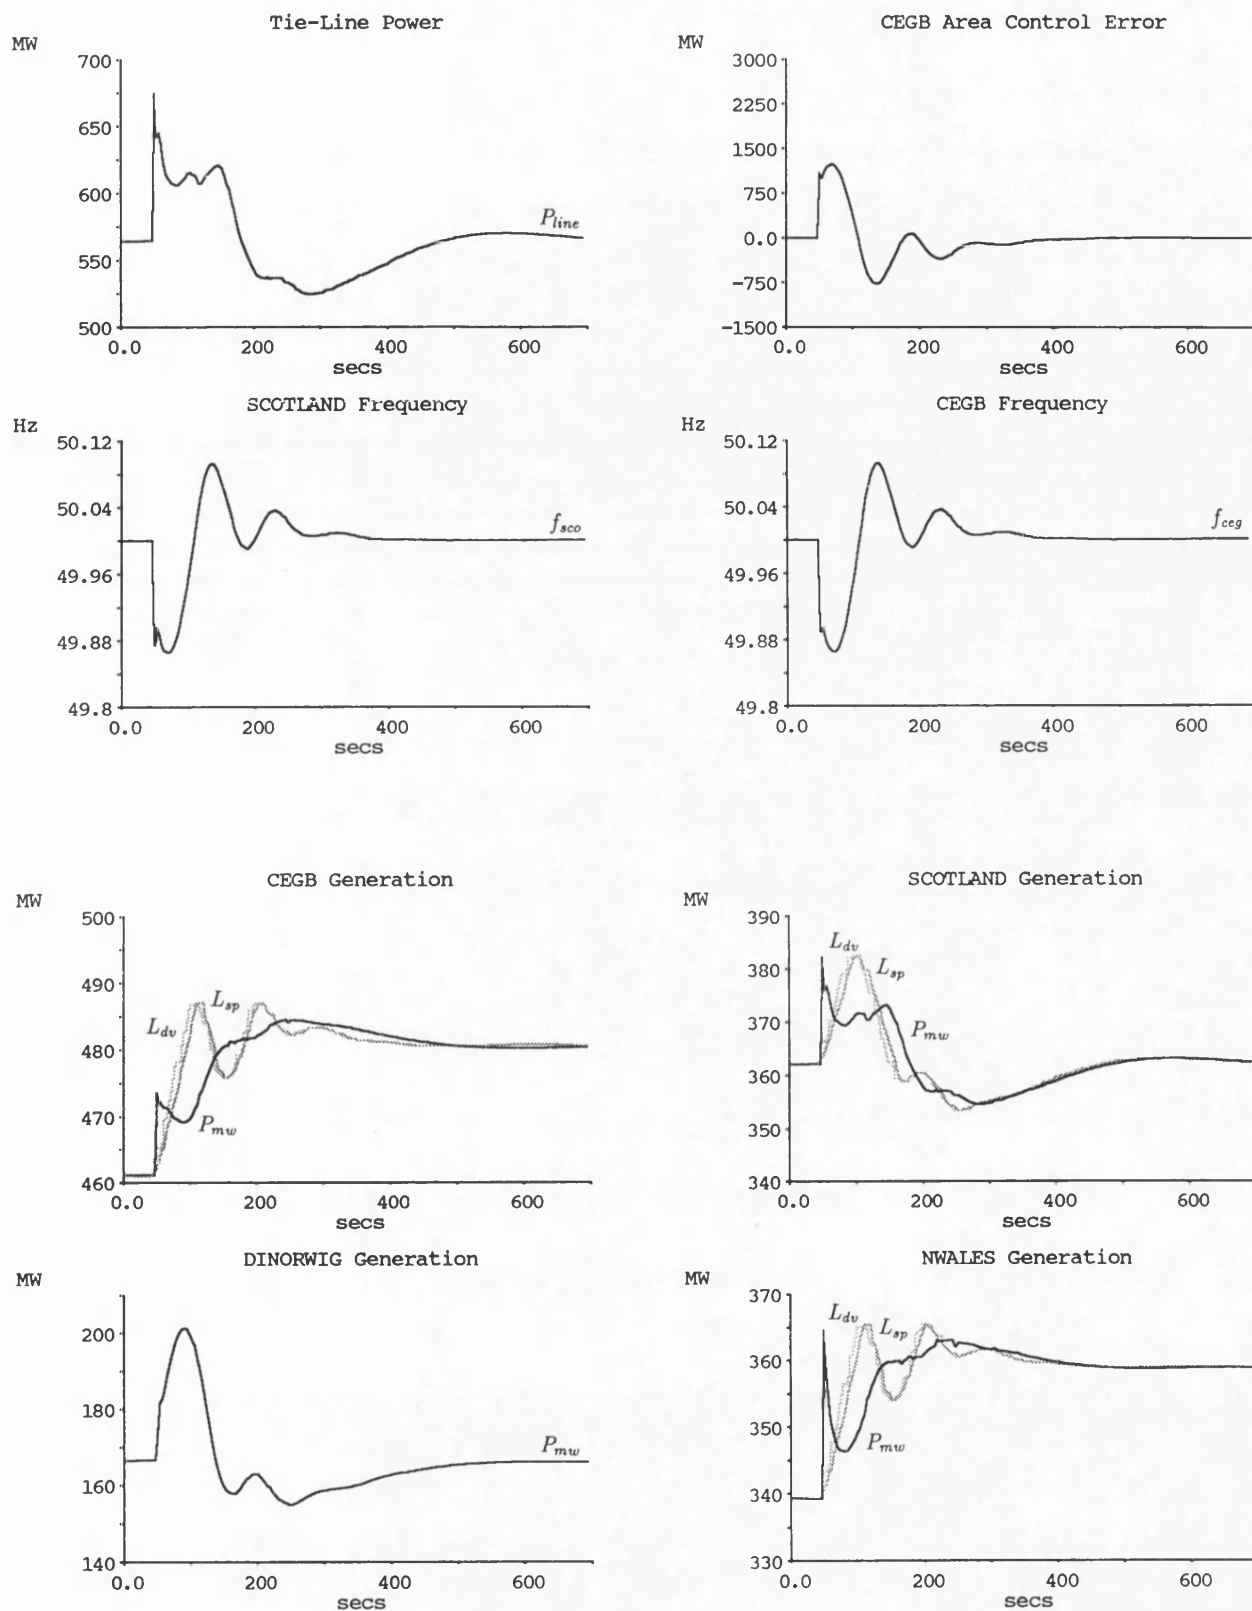 Tie-Line Power
MW
700
650
600
550
500
P_line
0.0 200 400 600
secs
CEGB Area Control Error
MW
3000
2250
1500
750
0.0
-750
-1500
0.0 200 400 600
secs
SCOTLAND Frequency
Hz
50.12
50.04
49.96
49.88
49.8
f_sco
0.0 200 400 600
secs
CEGB Frequency
Hz
50.12
50.04
49.96
49.88
49.8
f_ceg
0.0 200 400 600
secs
CEGB Generation
MW
500
490
480
470
460
L_dv
L_sp
P_mw
0.0 200 400 600
secs
SCOTLAND Generation
MW
390
380
370
360
350
340
L_dv
L_sp
P_mw
0.0 200 400 600
secs
DINORWIG Generation
MW
200
180
160
140
P_mw
0.0 200 400 600
secs
NWALES Generation
MW
370
360
350
340
330
L_dv
L_sp
P_mw
0.0 200 400 600
secs